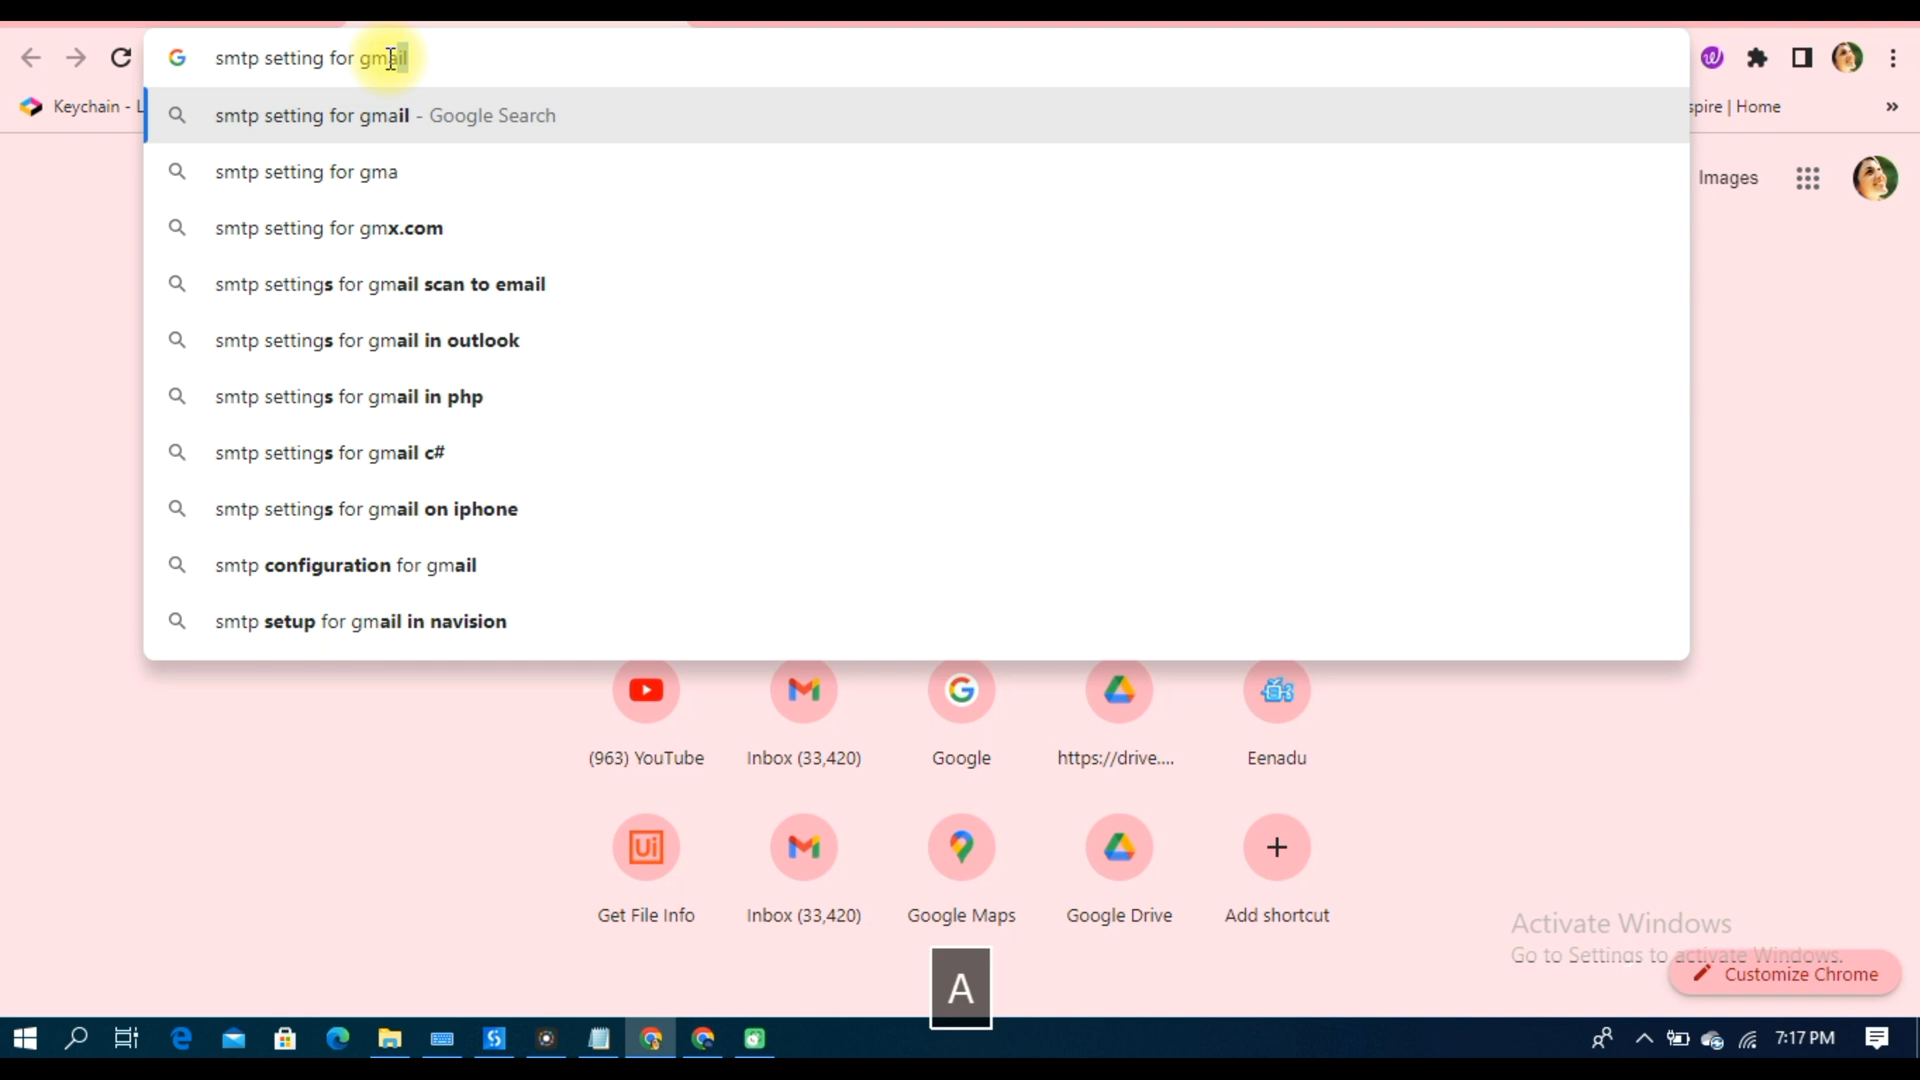 smtp setting for gmail
Keychain - L
spire | Home
»
smtp setting for gmail - Google Search
smtp setting for gma
Images
smtp setting for gmx.com
smtp settings for gmail scan to email
smtp settings for gmail in outlook
smtp settings for gmail in php
smtp settings for gmail c#
smtp settings for gmail on iphone
smtp configuration for gmail
smtp setup for gmail in navision
(963) YouTube
Inbox (33,420)
Google
https://drive....
Eenadu
Ui
Get File Info
Inbox (33,420)
Google Maps
Google Drive
Add shortcut
Activate Windows
Go to Settings to activate Windows.
Customize Chrome
A
7:17 PM